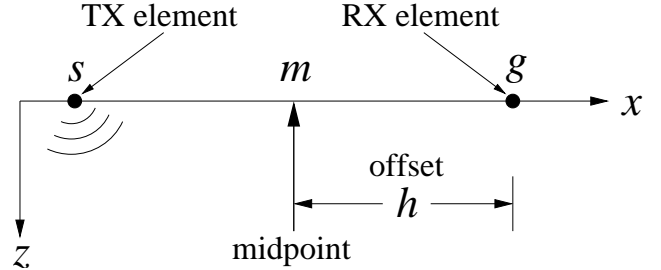 TX element RX element
s m g
x
offset
h
z midpoint